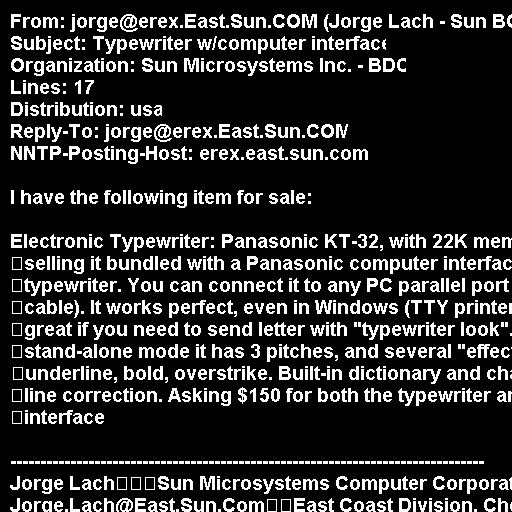 From: jorge@erex.East.Sun.COM (Jorge Lach - Sun
Subject: Typewriter w/computer interface
Organization: Sun Microsystems Inc. - BDC
Lines: 17
Distribution: usa
Reply-To: jorge@erex.East.Sun.COM
NNTP-Posting-Host: erex.east.sun.com

I have the following item for sale:

Electronic Typewriter: Panasonic KT-32, with 22K mem
selling it bundled with a Panasonic computer interfac
typewriter. You can connect it to any PC parallel port
cable). It works perfect, even in Windows (TTY printer
great if you need to send letter with "typewriter look".
stand-alone mode it has 3 pitches, and several "effect
underline, bold, overstrike. Built-in dictionary and cha
line correction. Asking $150 for both the typewriter an
interface

-------------------------------------------------------------------------------
Jorge Lach Sun Microsystems Computer Corporat
Jorge.Lach@East.Sun.Com East Coast Division, Che